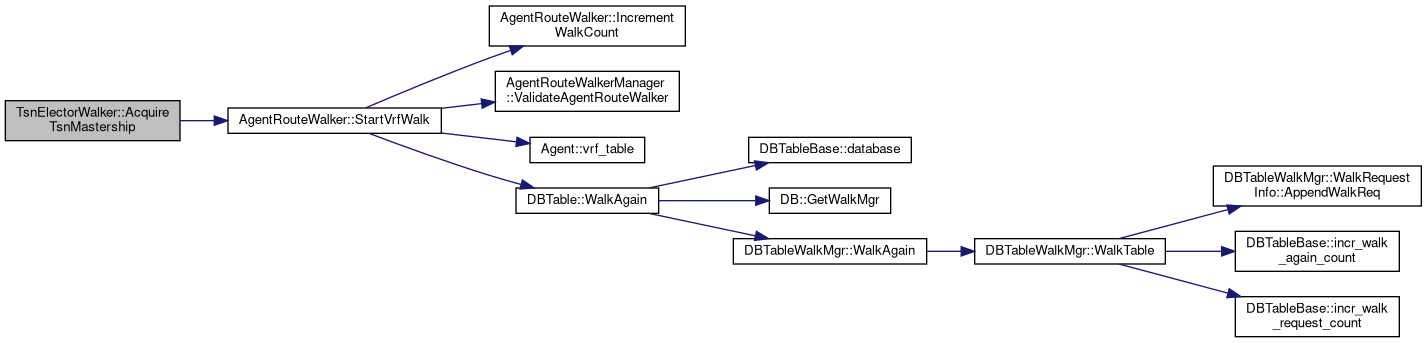 TsnElectorWalker::Acquire
TsnMastership
AgentRouteWalker::StartVrfWalk
AgentRouteWalker::Increment
WalkCount
AgentRouteWalkerManager
::ValidateAgentRouteWalker
Agent::vrf_table
DBTable::WalkAgain
DBTableBase::database
DB::GetWalkMgr
DBTableWalkMgr::WalkAgain
DBTableWalkMgr::WalkTable
DBTableWalkMgr::WalkRequest
Info::AppendWalkReq
DBTableBase::incr_walk
_again_count
DBTableBase::incr_walk
_request_count